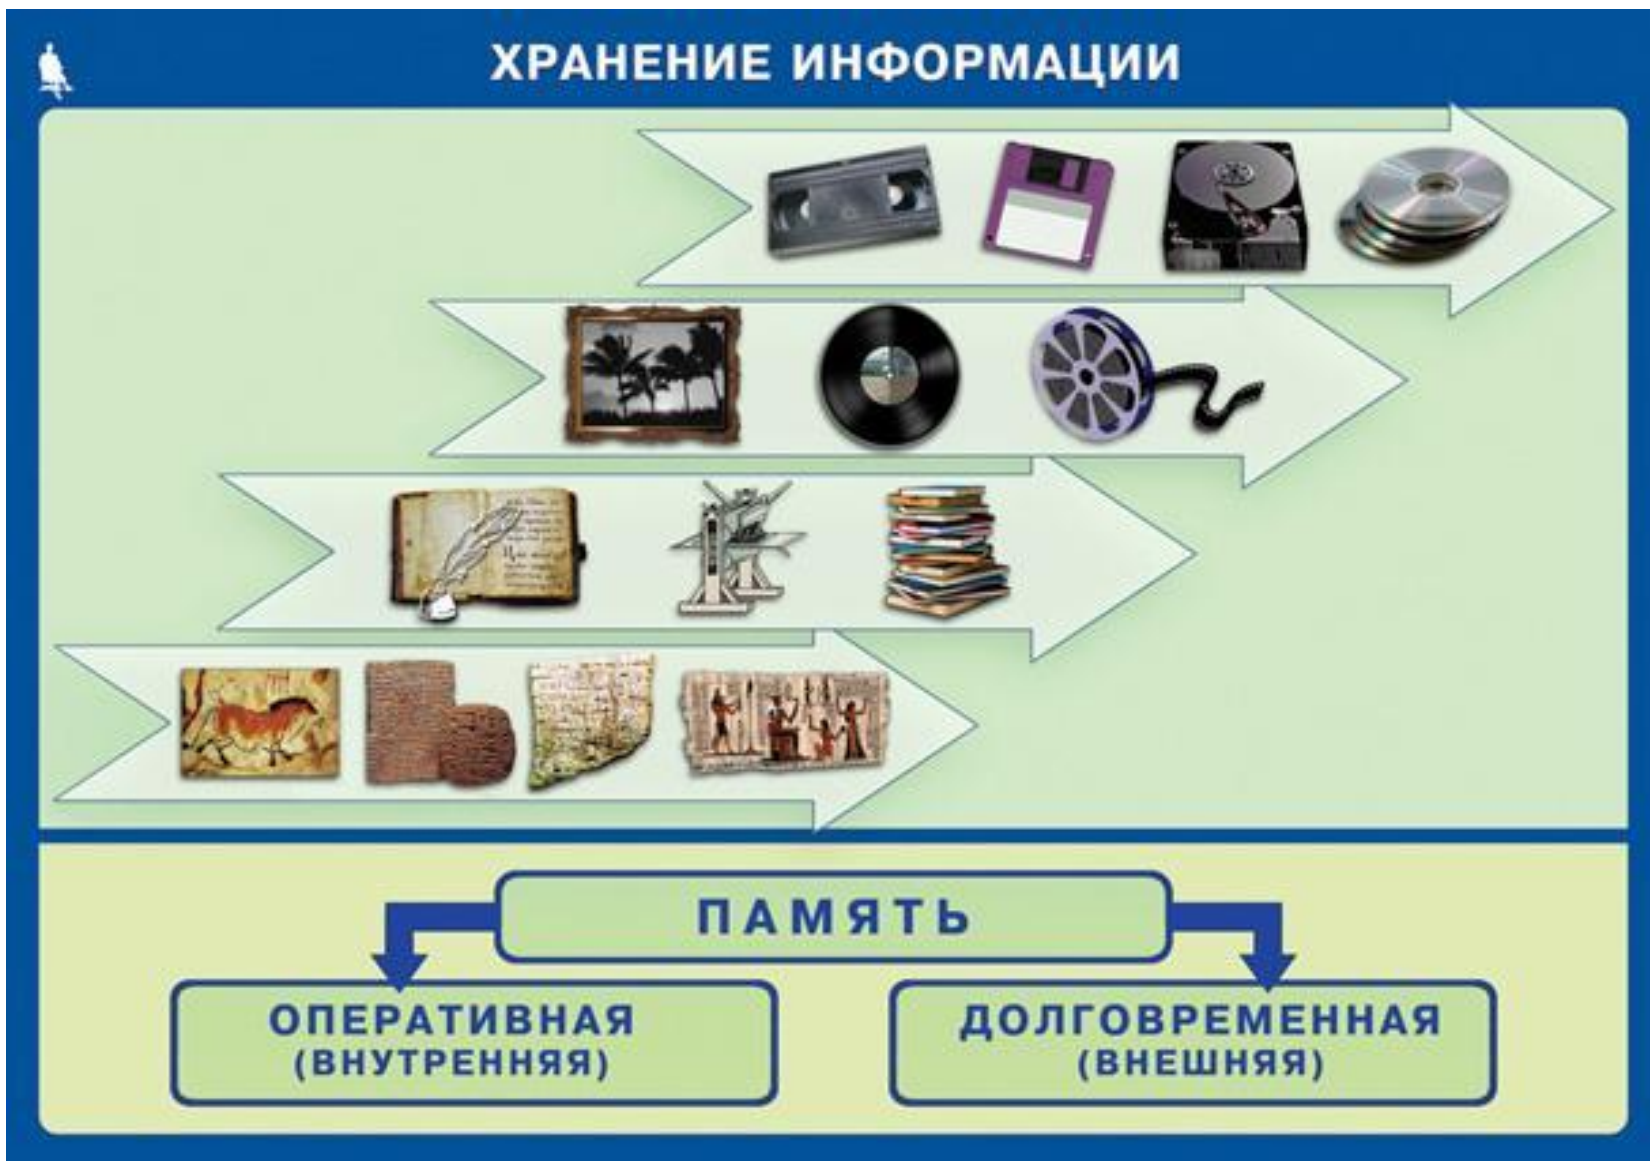 ХРАНЕНИЕ ИНФОРМАЦИИ
ПАМЯТЬ
ОПЕРАТИВНАЯ
(ВНУТРЕННЯЯ)
ДОЛГОВРЕМЕННАЯ
(ВНЕШНЯЯ)